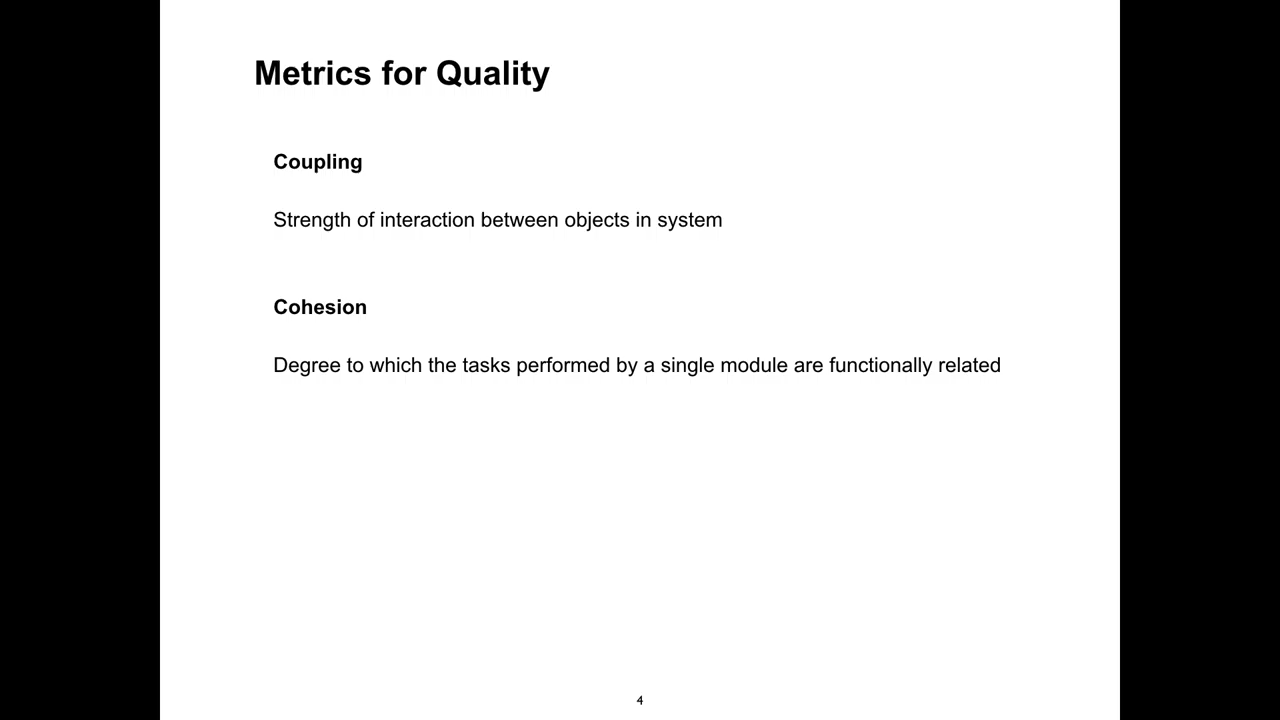 Metrics for Quality
Coupling
Strength of interaction between objects in system
Cohesion
Degree to which the tasks performed by a single module are functionally related
4